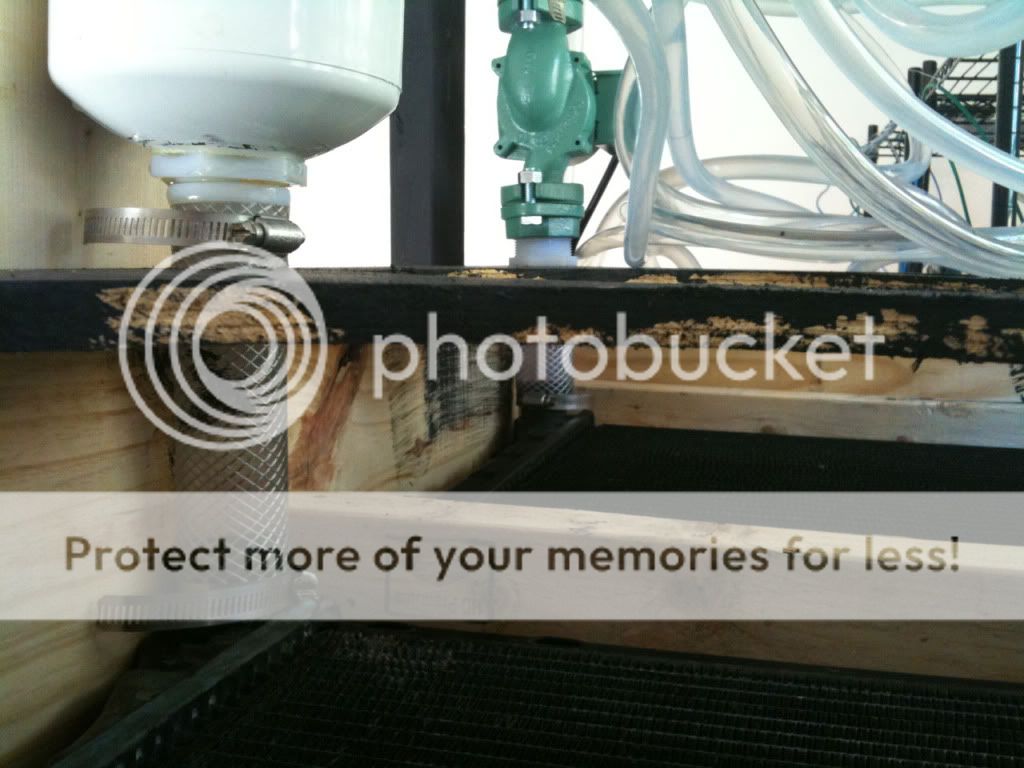 photobucket
Protect more of your memories for less!